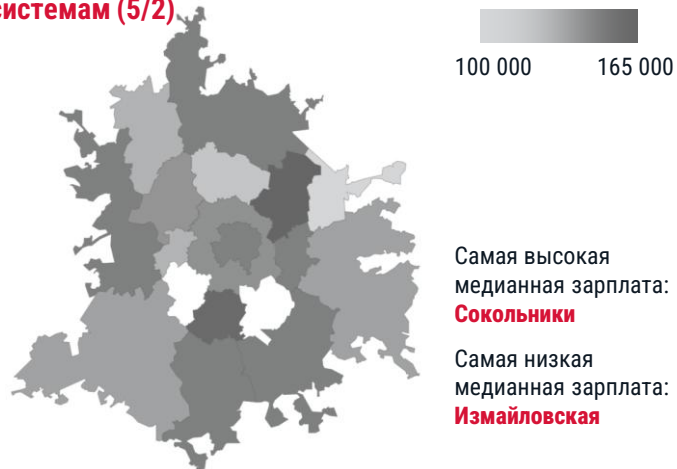 системам (5/2)
100 000
165 000
Самая высокая
медианная зарплата:
Сокольники
Самая низкая
медианная зарплата:
Измайловская